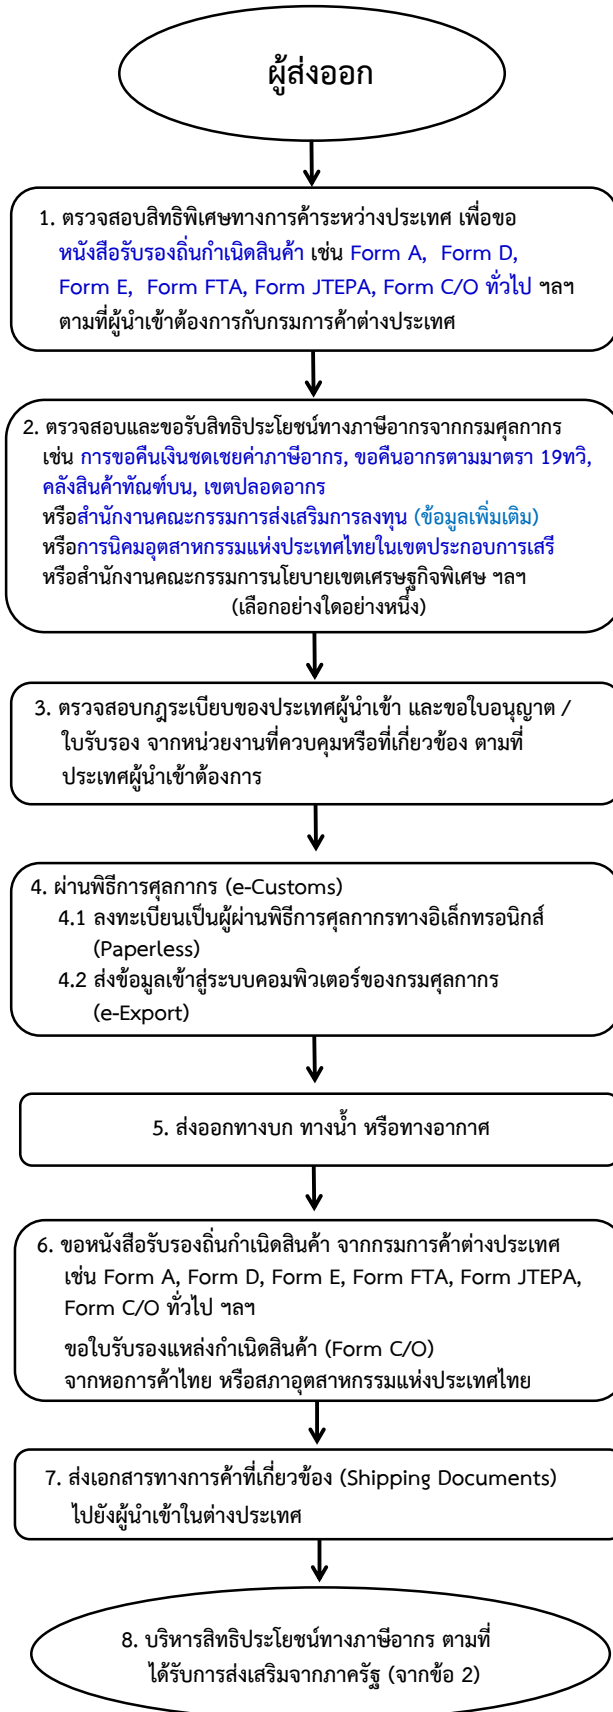 ผู้ส่งออก
1. ตรวจสอบสิทธิพิเศษทางการค้าระหว่างประเทศ เพื่อขอ
หนังสือรับรองถิ่นกำเนิดสินค้า เช่น Form A, Form D,
Form E, Form FTA, Form JTEPA, Form C/O ทั่วไป ฯลฯ
ตามที่ผู้นำเข้าต้องการกับกรมการค้าต่างประเทศ
2. ตรวจสอบและขอรับสิทธิประโยชน์ทางภาษีอากรจากกรมศุลกากร
เช่น การขอคืนเงินชดเชยค่าภาษีอากร, ขอคืนอากรตามมาตรา 19ทวิ,
คลังสินค้าทัณฑ์บน, เขตปลอดอากร
หรือสำนักงานคณะกรรมการส่งเสริมการลงทุน (ข้อมูลเพิ่มเติม)
หรือการนิคมอุตสาหกรรมแห่งประเทศไทยในเขตประกอบการเสรี
หรือสำนักงานคณะกรรมการนโยบายเขตเศรษฐกิจพิเศษ ฯลฯ
(เลือกอย่างใดอย่างหนึ่ง)
3. ตรวจสอบกฎระเบียบของประเทศผู้นำเข้า และขอใบอนุญาต /
ใบรับรอง จากหน่วยงานที่ควบคุมหรือที่เกี่ยวข้อง ตามที่
ประเทศผู้นำเข้าต้องการ
4. ผ่านพิธีการศุลกากร (e-Customs)
4.1 ลงทะเบียนเป็นผู้ผ่านพิธีการศุลกากรทางอิเล็กทรอนิกส์
(Paperless)
4.2 ส่งข้อมูลเข้าสู่ระบบคอมพิวเตอร์ของกรมศุลกากร
(e-Export)
5. ส่งออกทางบก ทางน้ำ หรือทางอากาศ
6. ขอหนังสือรับรองถิ่นกำเนิดสินค้า จากกรมการค้าต่างประเทศ
เช่น Form A, Form D, Form E, Form FTA, Form JTEPA,
Form C/O ทั่วไป ฯลฯ
ขอใบรับรองแหล่งกำเนิดสินค้า (Form C/O)
จากหอการค้าไทย หรือสภาอุตสาหกรรมแห่งประเทศไทย
7. ส่งเอกสารทางการค้าที่เกี่ยวข้อง (Shipping Documents)
ไปยังผู้นำเข้าในต่างประเทศ
8. บริหารสิทธิประโยชน์ทางภาษีอากร ตามที่
ได้รับการส่งเสริมจากภาครัฐ (จากข้อ 2)